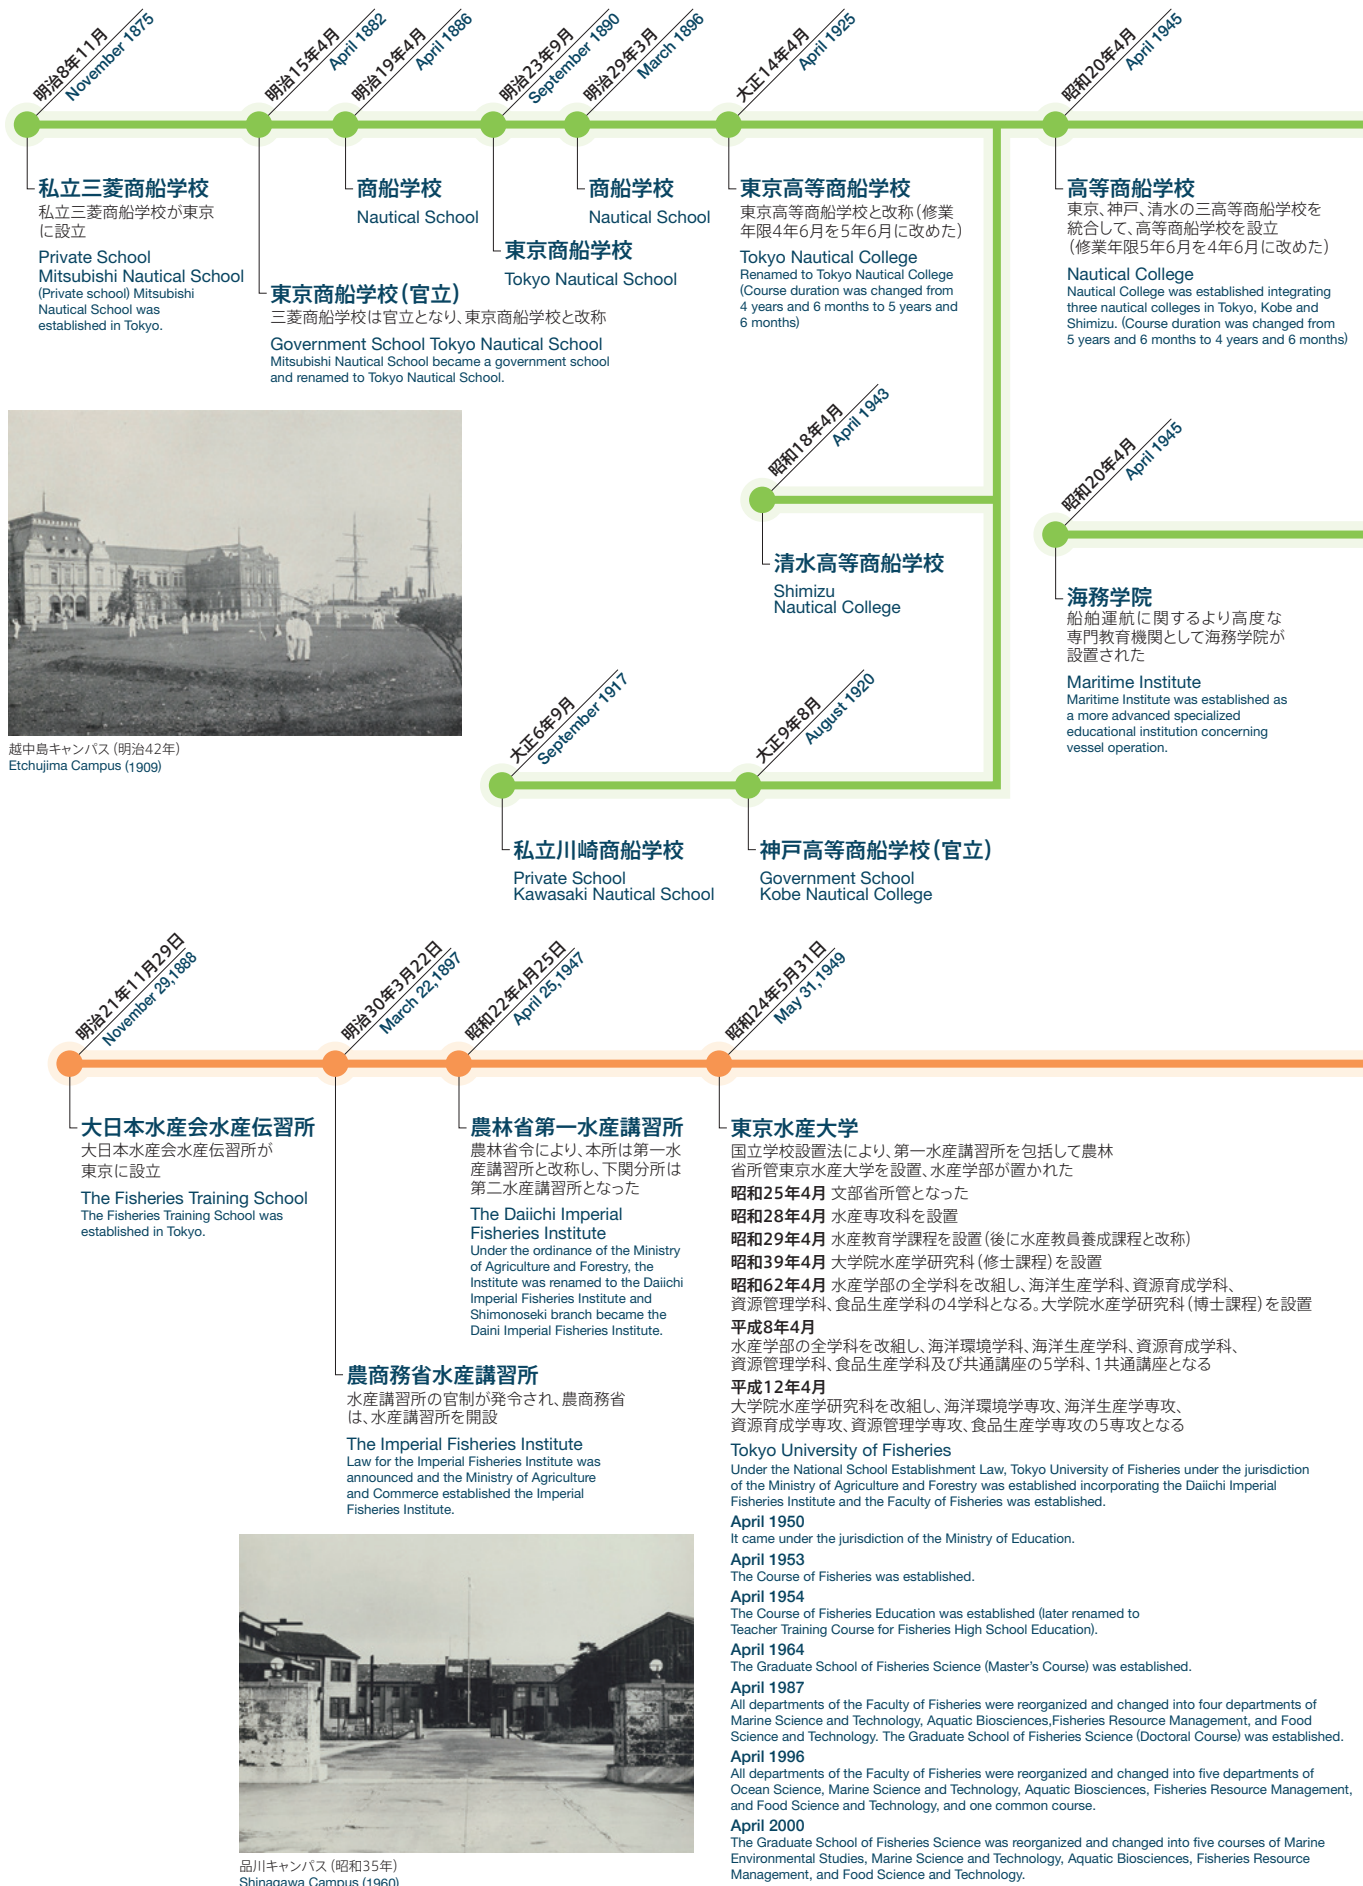 明治8年11月
November 1875
明治15年4月
April 1882
明治19年4月
April 1886
明治23年9月
September 1890
明治29年3月
March 1896
大正14年4月
April 1925
昭和20年4月
April 1945
私立三菱商船学校
私立三菱商船学校が東京
に設立
Private School
Mitsubishi Nautical School
(Private school) Mitsubishi
Nautical School was
established in Tokyo.
東京商船学校(官立)
三菱商船学校は官立となり、東京商船学校と改称
Government School Tokyo Nautical School
Mitsubishi Nautical School became a government school
and renamed to Tokyo Nautical School.
商船学校
Nautical School
東京商船学校
Tokyo Nautical School
商船学校
Nautical School
東京高等商船学校
東京高等商船学校と改称(修業
年限4年6月を5年6月に改めた)
Tokyo Nautical College
Renamed to Tokyo Nautical College
(Course duration was changed from
4 years and 6 months to 5 years and
6 months)
高等商船学校
東京、神戸、清水の三高等商船学校を
統合して、高等商船学校を設立
(修業年限5年6月を4年6月に改めた)
Nautical College
Nautical College was established integrating
three nautical colleges in Tokyo, Kobe and
Shimizu. (Course duration was changed from
5 years and 6 months to 4 years and 6 months)
昭和18年4月
April 1943
清水高等商船学校
Shimizu
Nautical College
昭和20年4月
April 1945
海務学院
船舶運航に関するより高度な
専門教育機関として海務学院が
設置された
Maritime Institute
Maritime Institute was established as
a more advanced specialized
educational institution concerning
vessel operation.
越中島キャンパス (明治42年)
Etchujima Campus (1909)
大正6年9月
September 1917
大正9年8月
August 1920
私立川崎商船学校
Private School
Kawasaki Nautical School
神戸高等商船学校(官立)
Government School
Kobe Nautical College
明治21年11月29日
November 29,1888
明治30年3月22日
March 22,1897
昭和22年4月25日
April 25,1947
昭和24年5月31日
May 31,1949
大日本水産会水産伝習所
大日本水産会水産伝習所が
東京に設立
The Fisheries Training School
The Fisheries Training School was
established in Tokyo.
農商務省水産講習所
水産講習所の官制が発令され、農商務省
は、水産講習所を開設
The Imperial Fisheries Institute
Law for the Imperial Fisheries Institute was
announced and the Ministry of Agriculture
and Commerce established the Imperial
Fisheries Institute.
農林省第一水産講習所
農林省令により、本所は第一水
産講習所と改称し、下関分所は
第二水産講習所となった
The Daiichi Imperial
Fisheries Institute
Under the ordinance of the Ministry
of Agriculture and Forestry, the
Institute was renamed to the Daiichi
Imperial Fisheries Institute and
Shimonoseki branch became the
Daini Imperial Fisheries Institute.
東京水産大学
国立学校設置法により、第一水産講習所を包括して農林
省所管東京水産大学を設置、水産学部が置かれた
昭和25年4月 文部省所管となった
昭和28年4月 水産専攻科を設置
昭和29年4月 水産教育学課程を設置(後に水産教員養成課程と改称)
昭和39年4月 大学院水産学研究科(修士課程)を設置
昭和62年4月 水産学部の全学科を改組し、海洋生産学科、資源育成学科、
資源管理学科、食品生産学科の4学科となる。大学院水産学研究科(博士課程)を設置
平成8年4月
水産学部の全学科を改組し、海洋環境学科、海洋生産学科、資源育成学科、
資源管理学科、食品生産学科及び共通講座の5学科、1共通講座となる
平成12年4月
大学院水産学研究科を改組し、海洋環境学専攻、海洋生産学専攻、
資源育成学専攻、資源管理学専攻、食品生産学専攻の5専攻となる
Tokyo University of Fisheries
Under the National School Establishment Law, Tokyo University of Fisheries under the jurisdiction
of the Ministry of Agriculture and Forestry was established incorporating the Daiichi Imperial
Fisheries Institute and the Faculty of Fisheries was established.
April 1950
It came under the jurisdiction of the Ministry of Education.
April 1953
The Course of Fisheries was established.
April 1954
The Course of Fisheries Education was established (later renamed to
Teacher Training Course for Fisheries High School Education).
April 1964
The Graduate School of Fisheries Science (Master's Course) was established.
April 1987
All departments of the Faculty of Fisheries were reorganized and changed into four departments of
Marine Science and Technology, Aquatic Biosciences,Fisheries Resource Management, and Food
Science and Technology. The Graduate School of Fisheries Science (Doctoral Course) was established.
April 1996
All departments of the Faculty of Fisheries were reorganized and changed into five departments of
Ocean Science, Marine Science and Technology, Aquatic Biosciences, Fisheries Resource Management,
and Food Science and Technology, and one common course.
April 2000
The Graduate School of Fisheries Science was reorganized and changed into five courses of Marine
Environmental Studies, Marine Science and Technology, Aquatic Biosciences, Fisheries Resource
Management, and Food Science and Technology.
品川キャンパス (昭和35年)
Shinagawa Campus (1960)